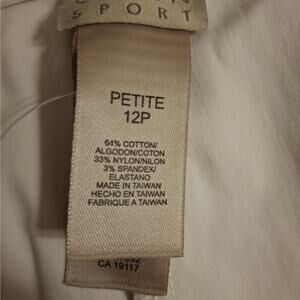 SPORT
PETITE
12P
64% COTTON/
ALGODON/COTON
33% NYLON/NILON
3% SPANDEX/
ELASTANO
MADE IN TAIWAN
HECHO EN TAIWAN
FABRIQUE A TAIWAN
CA 19117